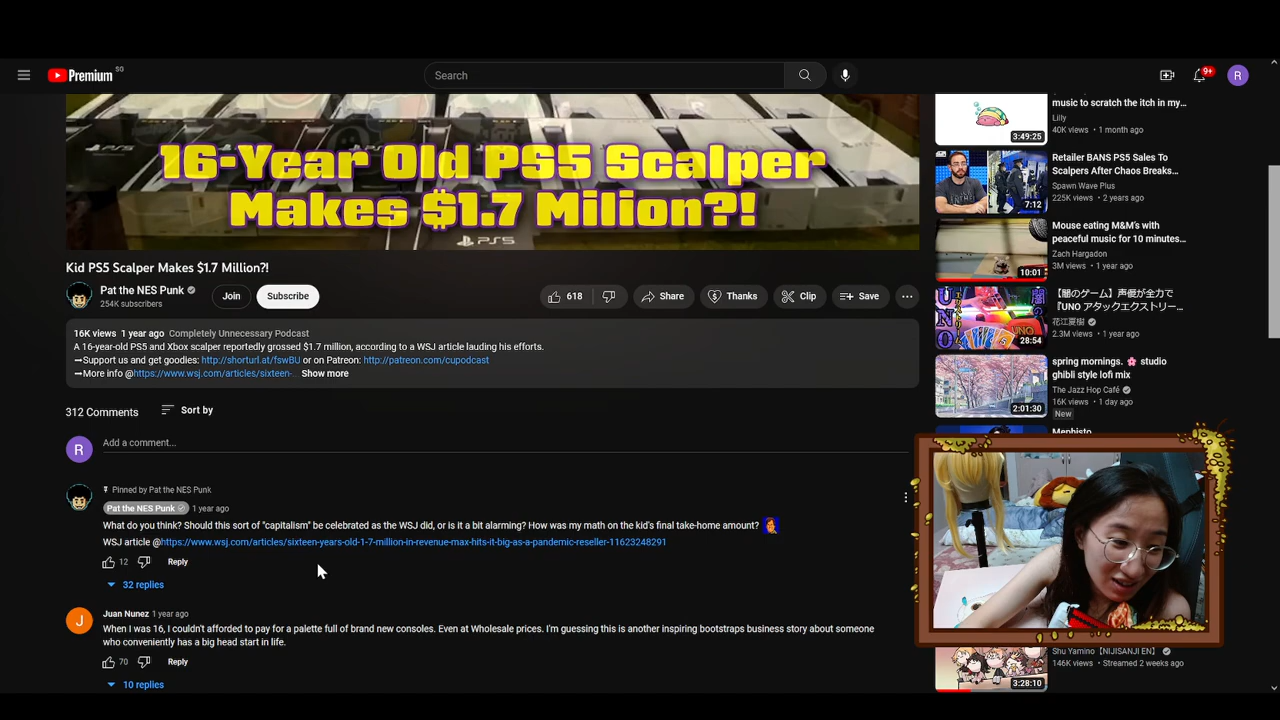 Premium SG
Search
9+
R
16-Year Old PS5 Scalper
Makes $1.7 Milion?!
PS5
Kid PS5 Scalper Makes $1.7 Million?!
Pat the NES Punk
254K subscribers
Join
Subscribe
618
Share
Thanks
Clip
Save
16K views 1 year ago Completely Unnecessary Podcast
A 16-year-old PS5 and Xbox scalper reportedly grossed $1.7 million, according to a WSJ article lauding his efforts.
➞Support us and get goodies: http://shorturl.at/fswBU or on Patreon: http://patreon.com/cupodcast
➞More info @https://www.wsj.com/articles/sixteen- Show more
312 Comments
Sort by
R
Add a comment...
Pinned by Pat the NES Punk
Pat the NES Punk 1 year ago
What do you think? Should this sort of "capitalism" be celebrated as the WSJ did, or is it a bit alarming? How was my math on the kid's final take-home amount?
WSJ article @https://www.wsj.com/articles/sixteen-years-old-1-7-million-in-revenue-max-hits-it-big-as-a-pandemic-reseller-11623248291
12
Reply
32 replies
J
Juan Nunez 1 year ago
When I was 16, I couldn't afforded to pay for a palette full of brand new consoles. Even at Wholesale prices. I'm guessing this is another inspiring bootstraps business story about someone
who conveniently has a big head start in life.
70
Reply
10 replies
music to scratch the itch in my...
Lilly
40K views • 1 month ago
3:49:25
Retailer BANS PS5 Sales To
Scalpers After Chaos Breaks...
Spawn Wave Plus
225K views • 2 years ago
7:12
Mouse eating M&M's with
peaceful music for 10 minutes...
Zach Hargadon
3M views • 1 year ago
10:01
【闇のゲーム】声優が全力で
『UNO アタックエクストリー...
花江夏樹
2.3M views • 1 year ago
UNO
28:54
spring mornings. 🌸 studio
ghibli style lofi mix
The Jazz Hop Café
16K views • 1 day ago
New
2:01:30
Mephisto
Shu Yamino【NIJISANJI EN】
146K views • Streamed 2 weeks ago
3:28:10